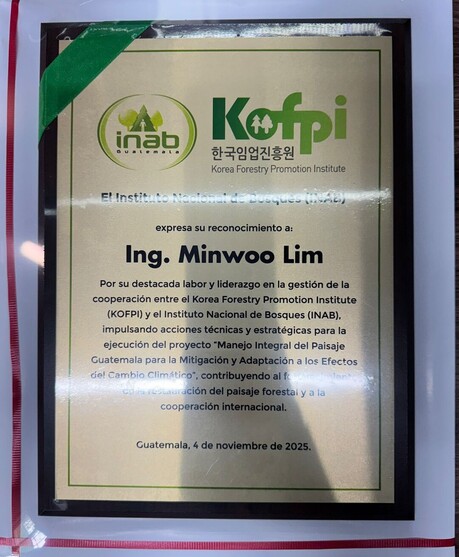 inab
Guatemala
Kofpi
한국임업진흥원
Korea Forestry Promotion Institute
El Instituto Nacional de Bosques (INAB)
expresa su reconocimiento a:
Ing. Minwoo Lim
Por su destacada labor y liderazgo en la gestión de la
cooperación entre el Korea Forestry Promotion Institute
(KOFPI) y el Instituto Nacional de Bosques (INAB),
impulsando acciones técnicas y estratégicas para la
ejecución del proyecto "Manejo Integral del Paisaje
Guatemala para la Mitigación y Adaptación a los Efectos
del Cambio Climático", contribuyendo al
restauración del paisaje forestal y a la
cooperación internacional.
Guatemala, 4 de noviembre de 2025.